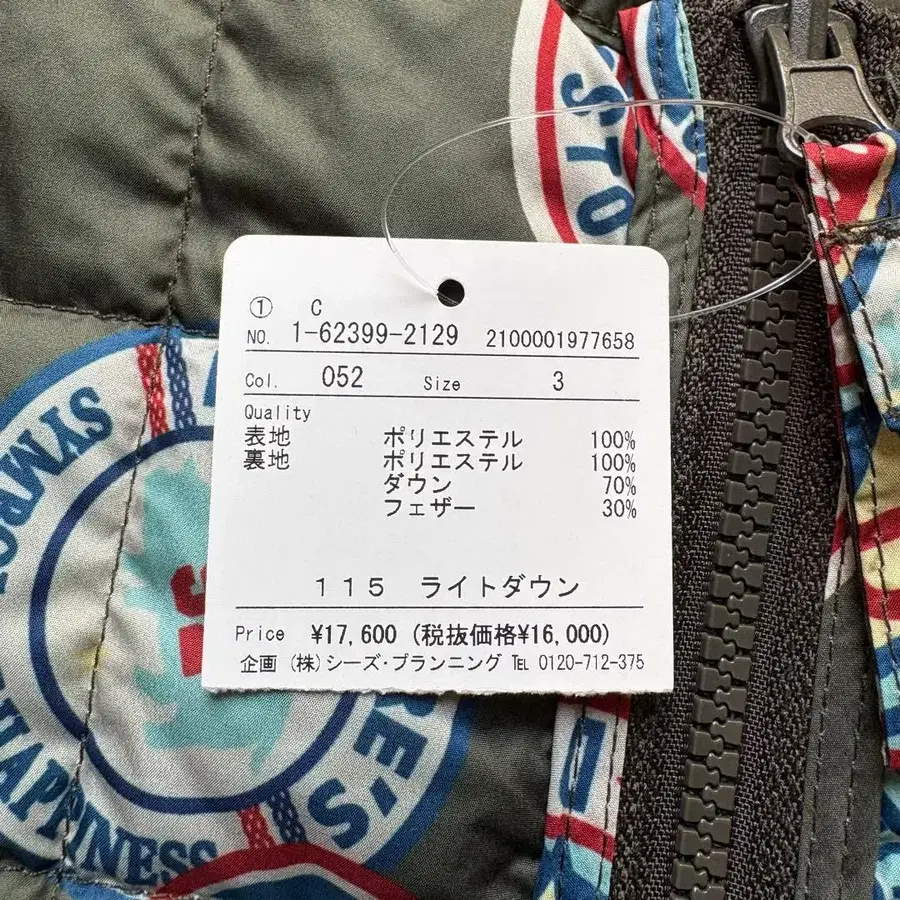 STO
① C
NO. 1-62399-2129 2100001977658
Col. 052 Size 3
Quality
表地 ポリエステル 100%
裏地 ポリエステル 100%
ダウン 70%
フェザー 30%
115 ライトダウン
Price ¥17,600 (税抜価格¥16,000)
企画 (株)シーズ・プランニング TEL 0120-712-375
SYMBO
RE'S
HAPPINESS